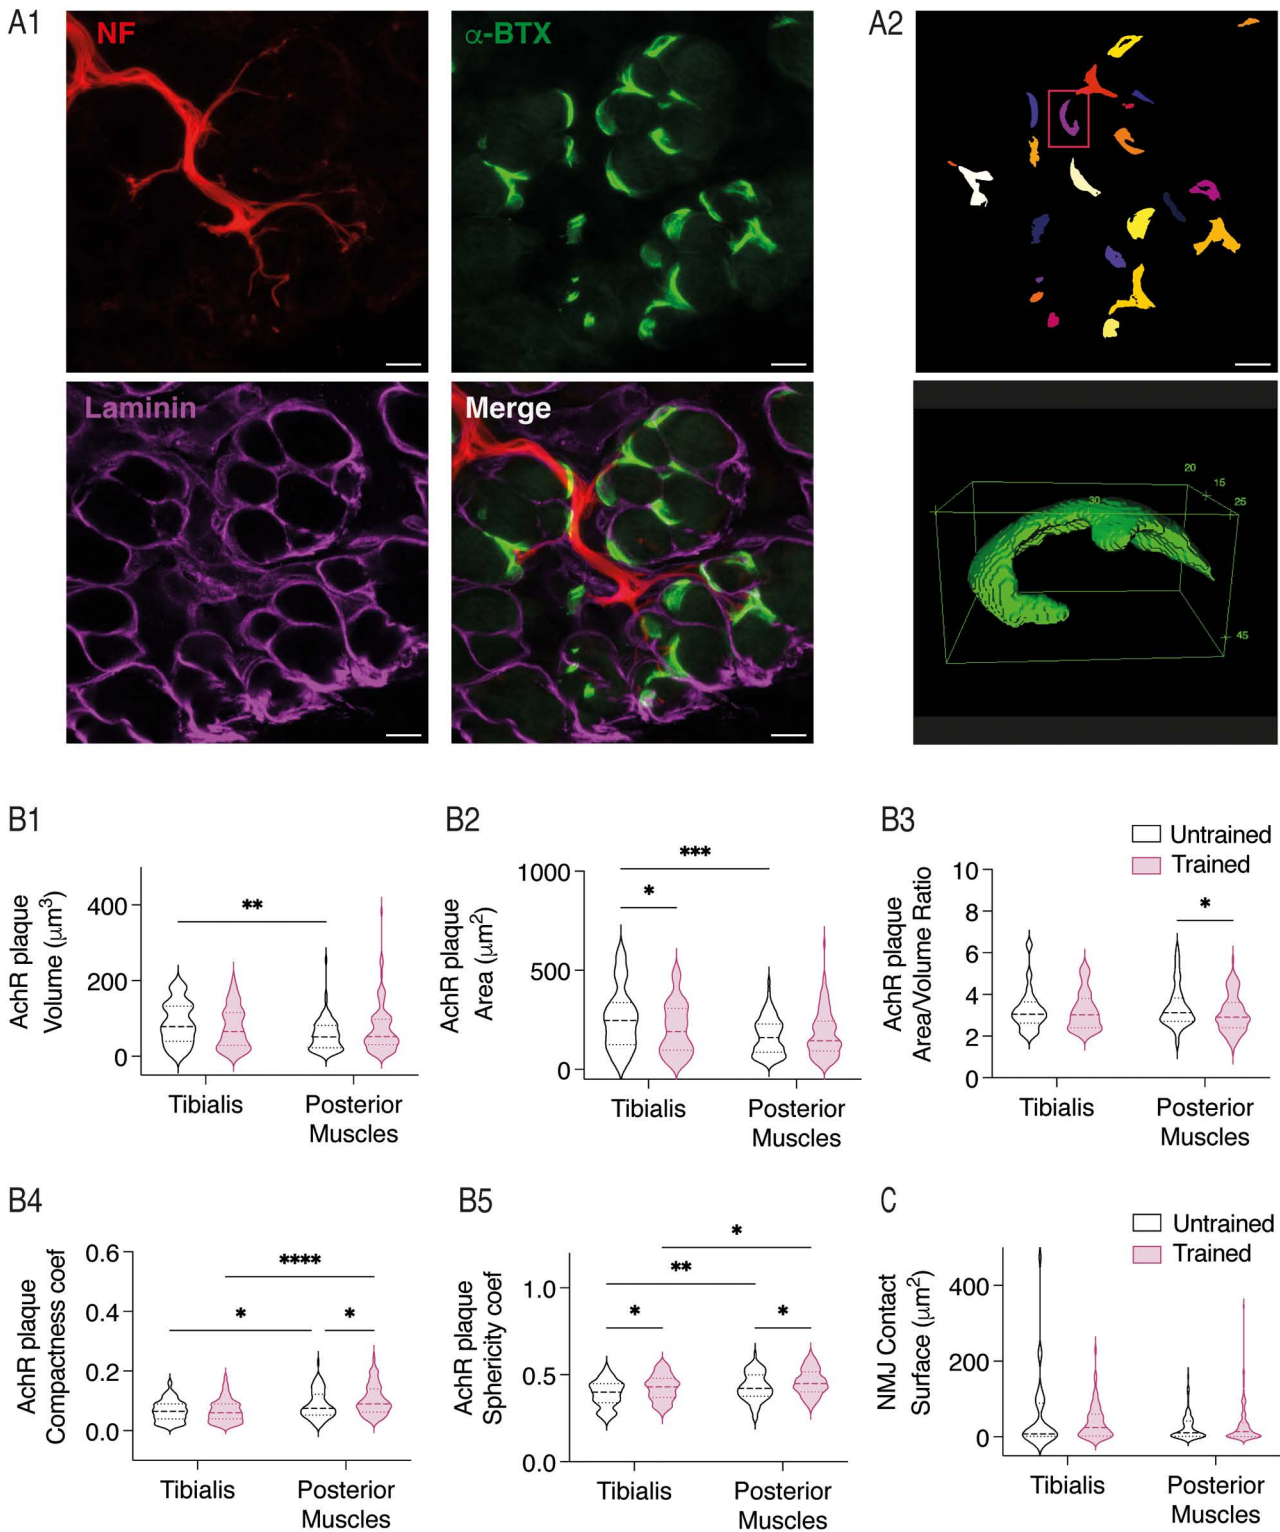 A1
NF
α-BTX
A2
Laminin
Merge
20
15
30
25
45
B1
AchR plaque
Volume (μm³)
400
200
0
**
Tibialis
Posterior
Muscles
B2
AchR plaque
Area (μm²)
1000
500
0
***
*
Tibialis
Posterior
Muscles
B3
Untrained
Trained
AchR plaque
Area/Volume Ratio
10
8
6
4
2
0
*
Tibialis
Posterior
Muscles
B4
AchR plaque
Compactness coef
0.6
0.4
0.2
0.0
****
*
*
Tibialis
Posterior
Muscles
B5
AchR plaque
Sphericity coef
1.0
0.5
0.0
*
**
*
*
Tibialis
Posterior
Muscles
C
Untrained
Trained
NMJ Contact
Surface (μm²)
400
200
0
Tibialis
Posterior
Muscles